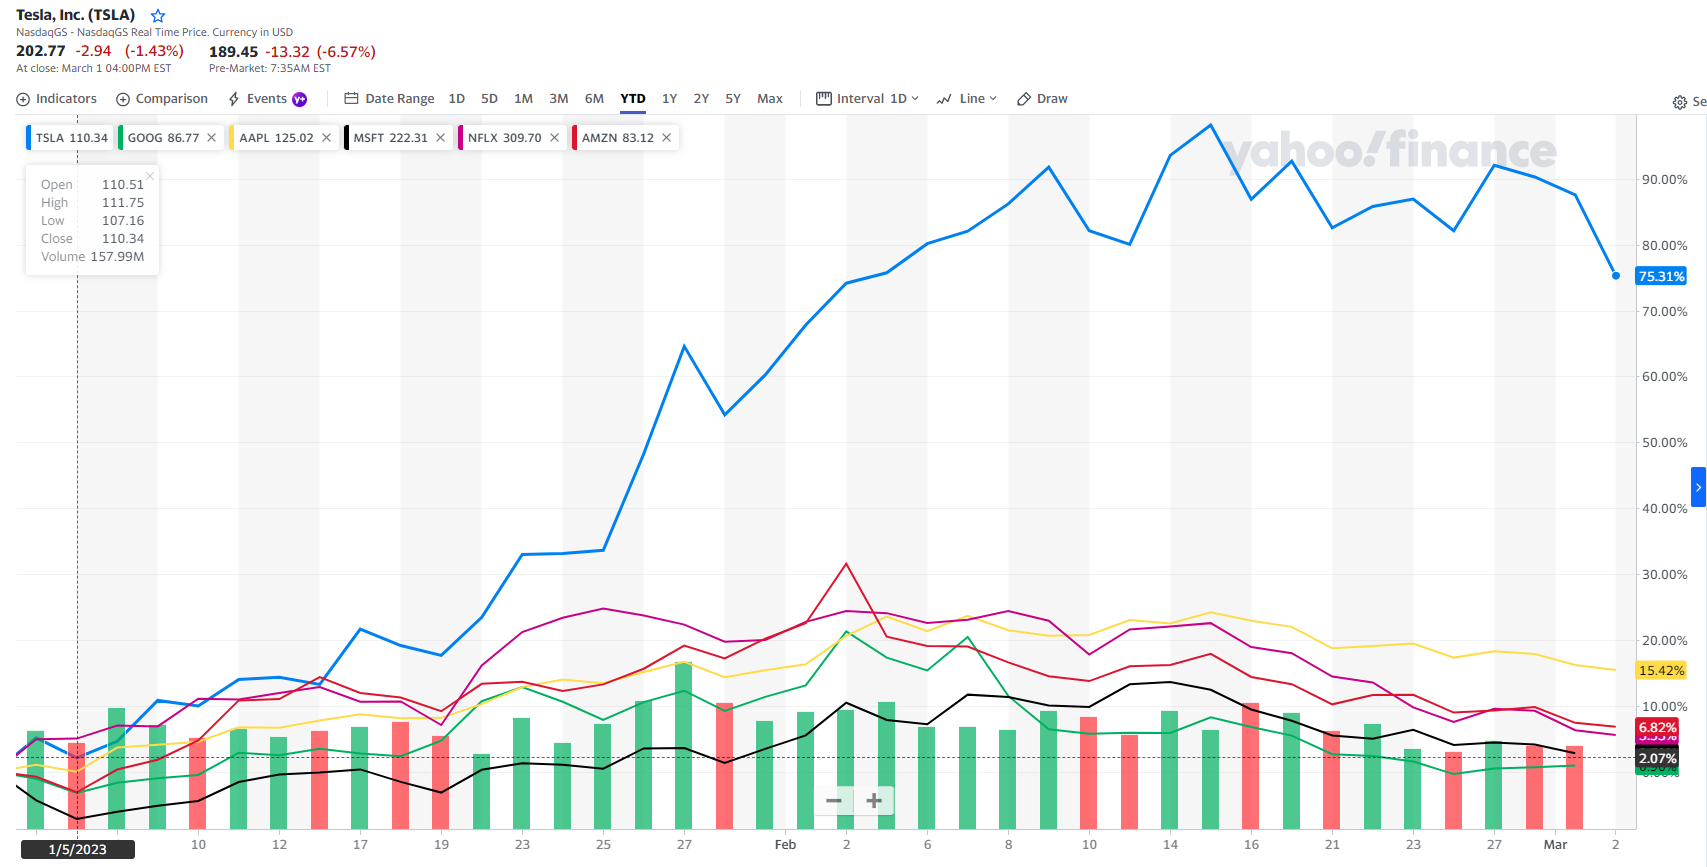 Tesla, Inc. (TSLA)
NasdaqGS - NasdaqGS Real Time Price. Currency in USD
202.77 -2.94 (-1.43%) 189.45 -13.32 (-6.57%)
At close: March 1 04:00PM EST Pre-Market: 7:35AM EST
Indicators Comparison Events Y+ Date Range 1D 5D 1M 3M 6M YTD 1Y 2Y 5Y Max Interval 1D Line Draw Se
TSLA 110.34 GOOG 86.77 AAPL 125.02 MSFT 222.31 NFLX 309.70 AMZN 83.12
yahoo!finance
Open 110.51
High 111.75
Low 107.16
Close 110.34
Volume 157.99M
90.00%
80.00%
75.31%
70.00%
60.00%
50.00%
40.00%
30.00%
20.00%
15.42%
10.00%
6.82%
2.07%
1/5/2023 10 12 17 19 23 25 27 Feb 2 6 8 10 14 16 21 23 27 Mar 2